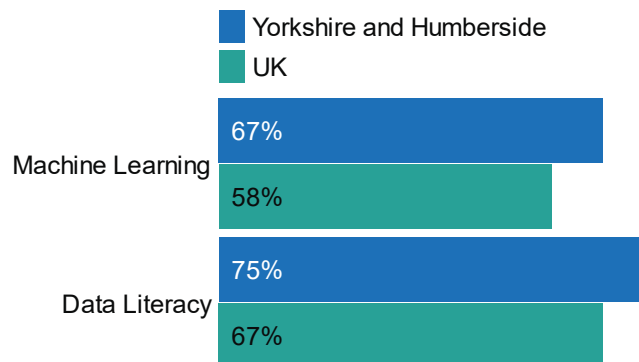 Yorkshire and Humberside
UK
Machine Learning
67%
58%
Data Literacy
75%
67%